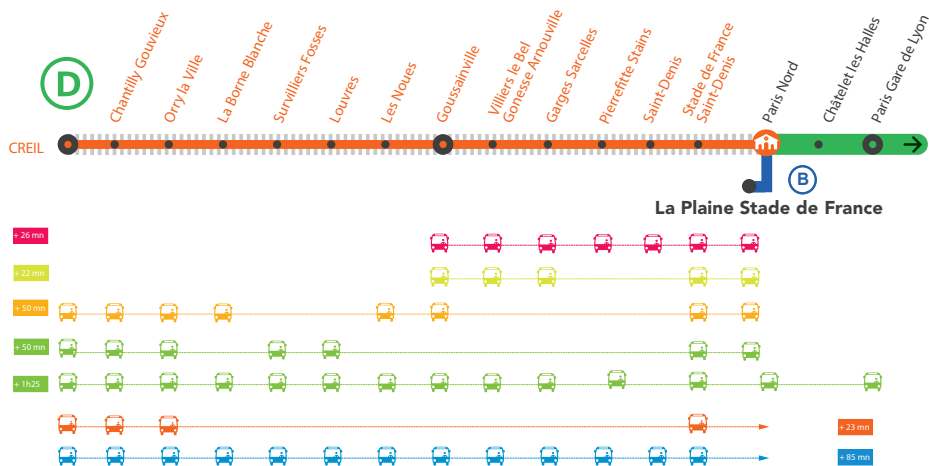 D
CREIL
Chantilly Gouvieux
Orry la Ville
La Borne Blanche
Survilliers Fosses
Louvres
Les Noues
Goussainville
Villiers le Bel
Gonesse Arnouville
Garges Sarcelles
Pierrefitte Stains
Saint-Denis
Stade de France
Saint-Denis
Paris Nord
Châtelet les Halles
Paris Gare de Lyon
B
La Plaine Stade de France
+ 26 mn
+ 22 mn
+ 50 mn
+ 50 mn
+ 1h25
+ 23 mn
+ 85 mn